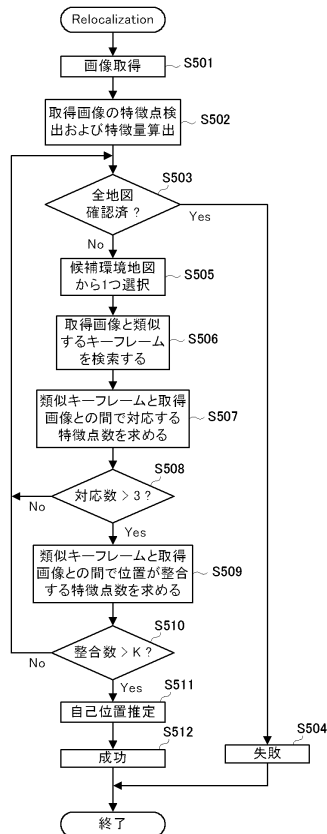 Relocalization
画像取得
S501
取得画像の特徴点検
出および特徴量算出
S502
S503
全地図
確認済?
Yes
No
候補環境地図
から1つ選択
S505
取得画像と類似
するキーフレーム
を検索する
S506
類似キーフレームと取得
画像との間で対応する
特徴点数を求める
S507
S508
対応数 > 3?
No
Yes
類似キーフレームと取得
画像との間で位置が整合
する特徴点数を求める
S509
S510
整合数 > K?
No
Yes
S511
自己位置推定
S512
成功
S504
失敗
終了